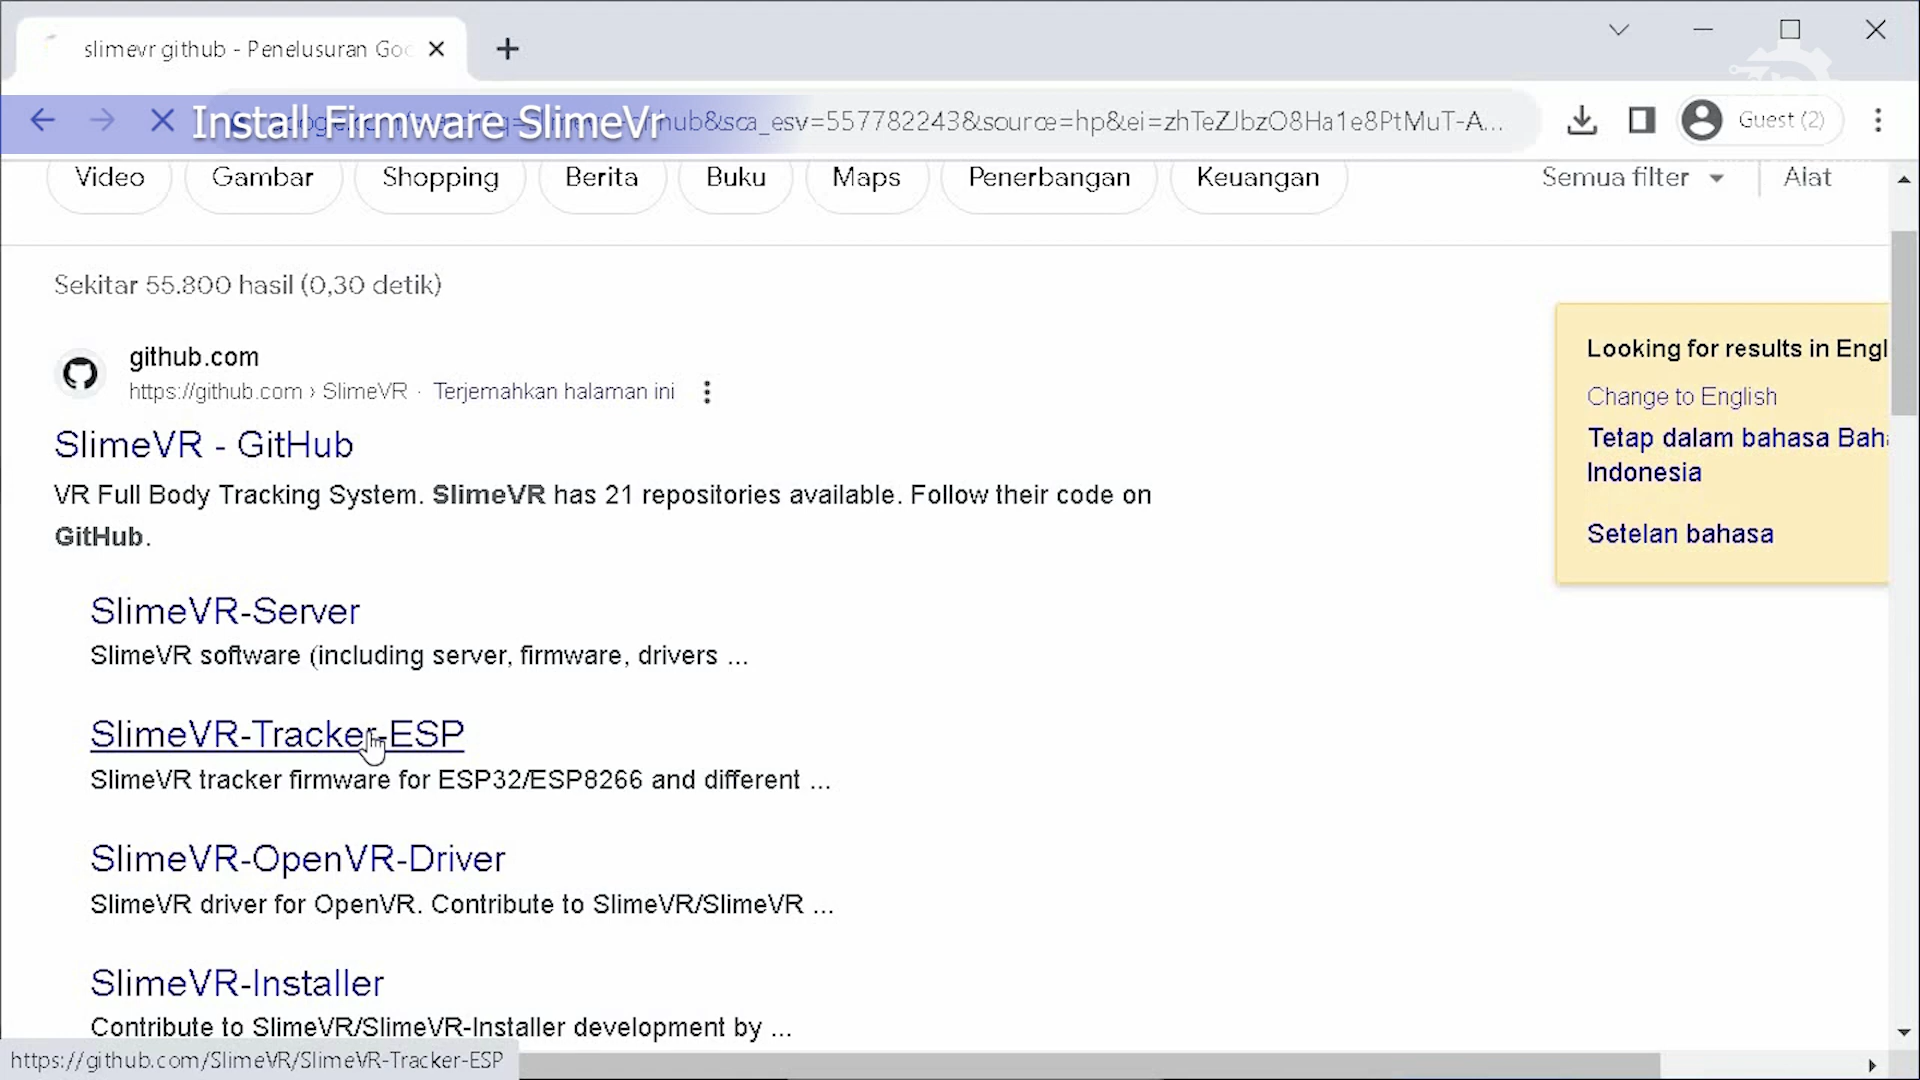 slimevr github - Penelusuran Goo
Install Firmware SlimeVr
hub&sca_esv=557782243&source=hp&ei=zhTeZJbzO8Ha1e8PtMuT-A...
Guest (2)
Video
Gambar
Shopping
Berita
Buku
Maps
Penerbangan
Keuangan
Semua filter
Alat
Sekitar 55.800 hasil (0,30 detik)
github.com
https://github.com › SlimeVR · Terjemahkan halaman ini
SlimeVR - GitHub
VR Full Body Tracking System. SlimeVR has 21 repositories available. Follow their code on
GitHub.
SlimeVR-Server
SlimeVR software (including server, firmware, drivers ...
SlimeVR-Tracker-ESP
SlimeVR tracker firmware for ESP32/ESP8266 and different ...
SlimeVR-OpenVR-Driver
SlimeVR driver for OpenVR. Contribute to SlimeVR/SlimeVR ...
SlimeVR-Installer
Contribute to SlimeVR/SlimeVR-Installer development by ...
Looking for results in Engl
Change to English
Tetap dalam bahasa Baha
Indonesia
Setelan bahasa
https://github.com/SlimeVR/SlimeVR-Tracker-ESP